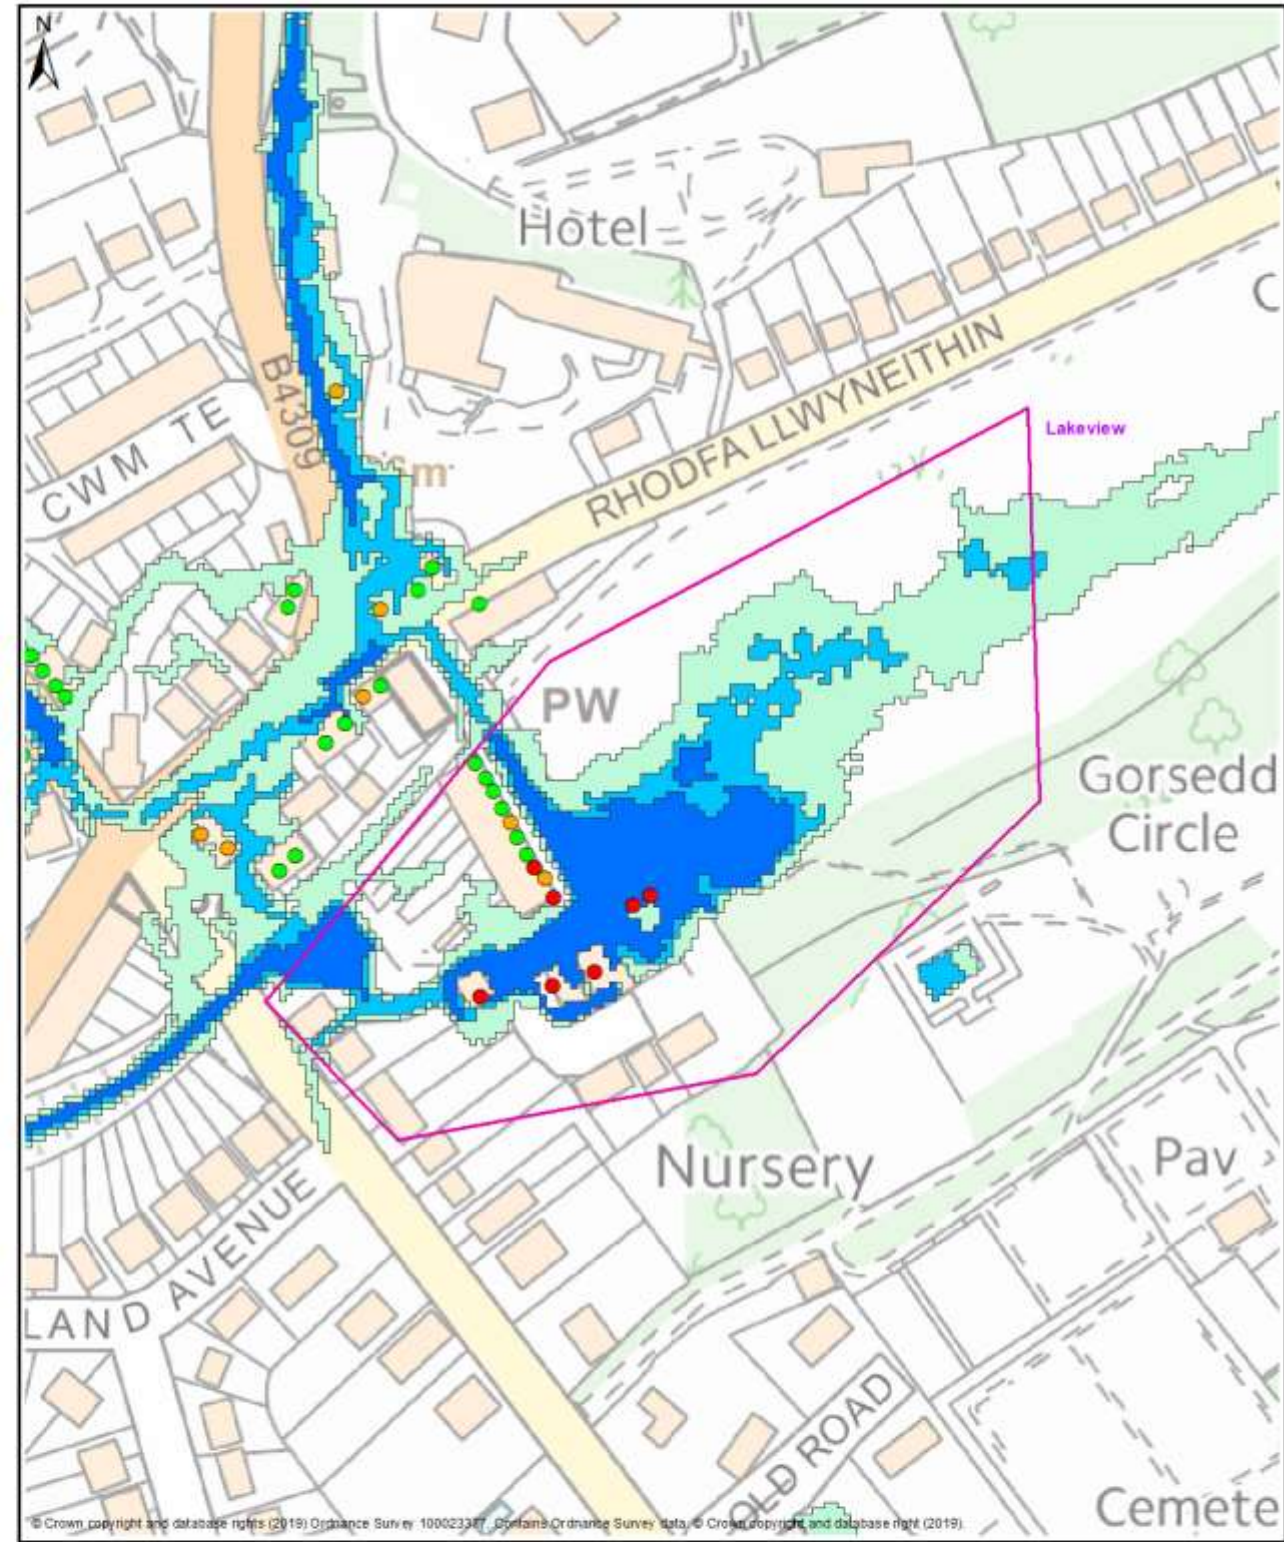 N
Hotel
C
B4309
CWM TE
RHODFA LLWYNEITHIN
Lakeview
PW
Gorsedd
Circle
Nursery
Pav
LAND AVENUE
OLD ROAD
Cemete
© Crown copyright and database rights (2019) Ordnance Survey 100023377. Contains Ordnance Survey data. © Crown copyright and database right (2019).